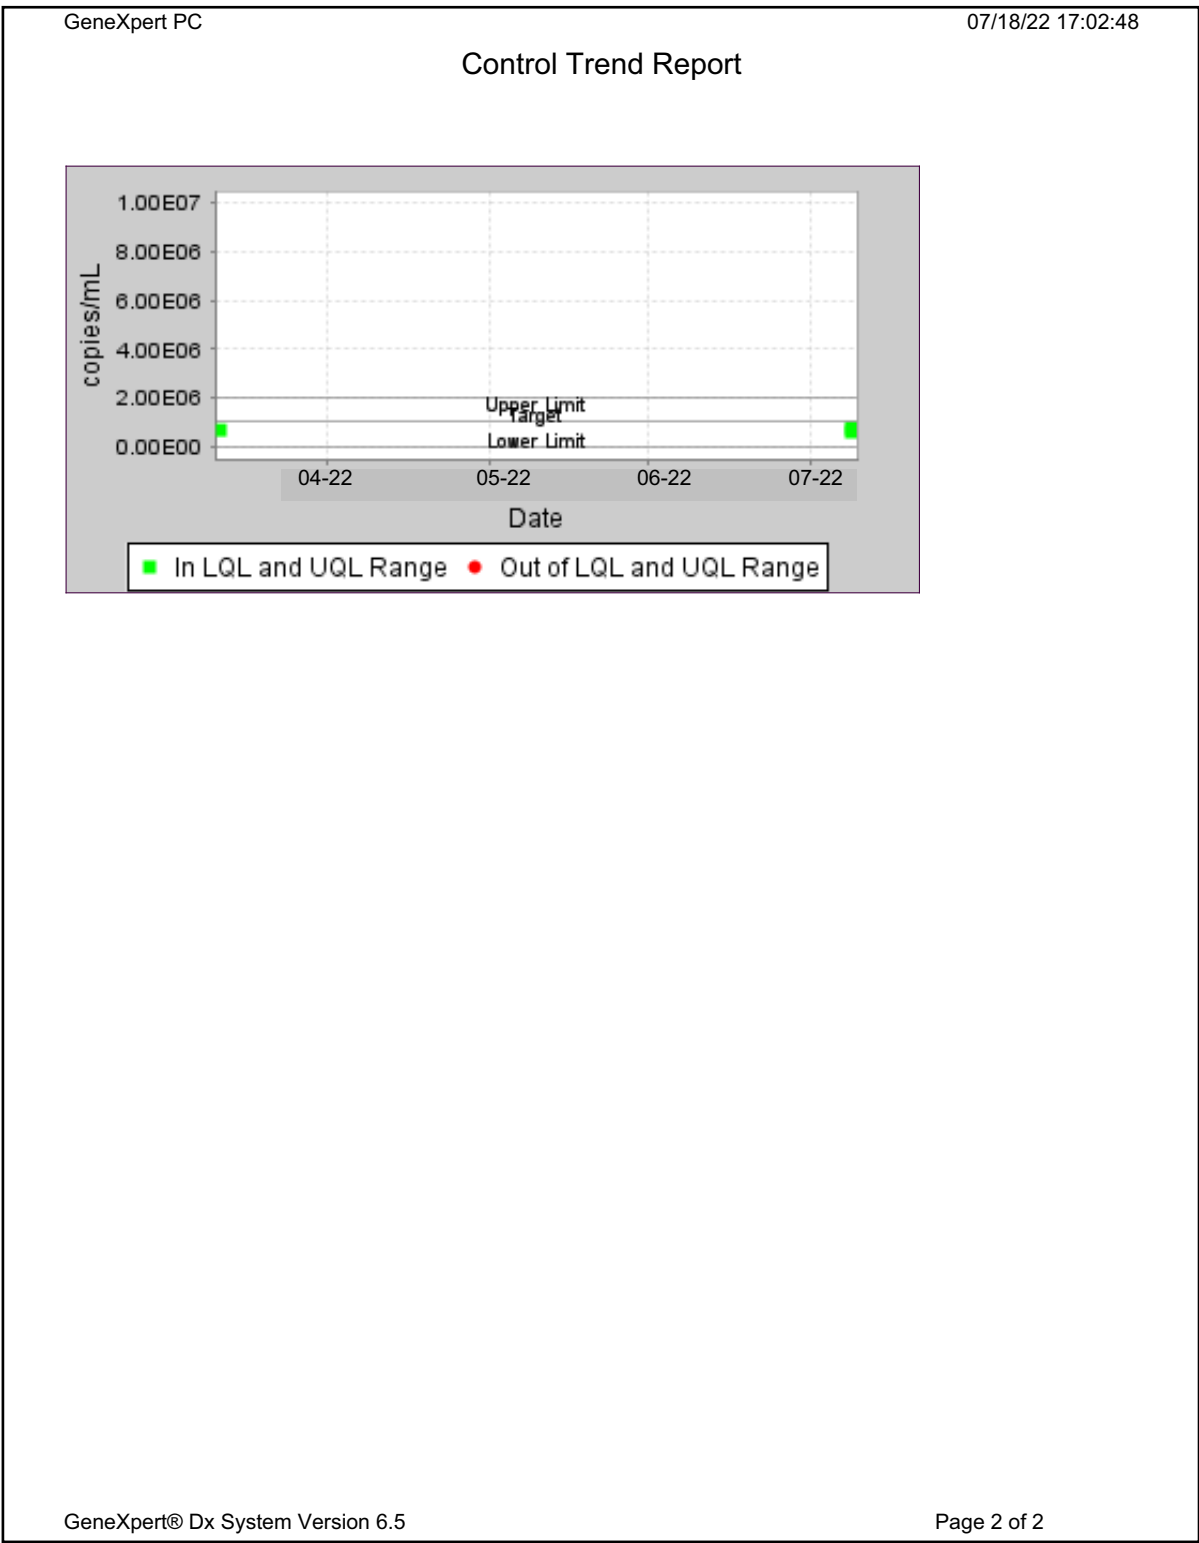 GeneXpert PC 07/18/22 17:02:48
Control Trend Report
1.00E07
8.00E06
6.00E06
4.00E06
2.00E06
0.00E00
copies/mL
Upper Limit
Target
Lower Limit
04-22 05-22 06-22 07-22
Date
In LQL and UQL Range Out of LQL and UQL Range
GeneXpert® Dx System Version 6.5 Page 2 of 2